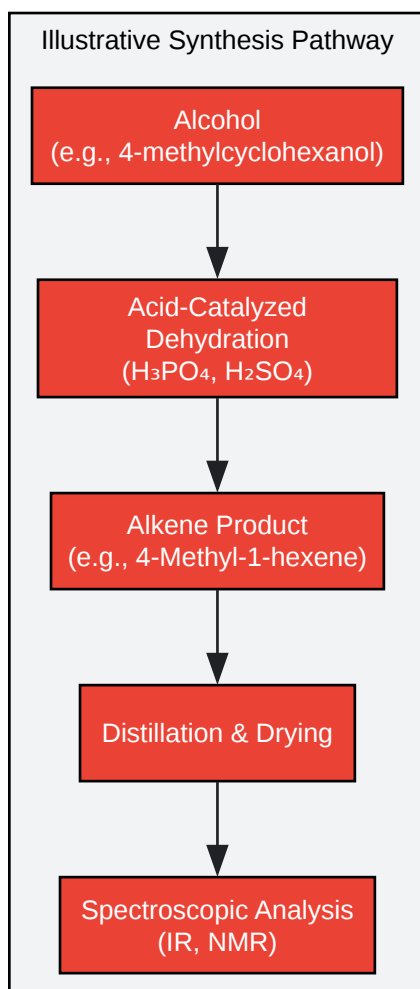 Illustrative Synthesis Pathway
Alcohol
(e.g., 4-methylcyclohexanol)
Acid-Catalyzed
Dehydration
(H₃PO₄, H₂SO₄)
Alkene Product
(e.g., 4-Methyl-1-hexene)
Distillation & Drying
Spectroscopic Analysis
(IR, NMR)